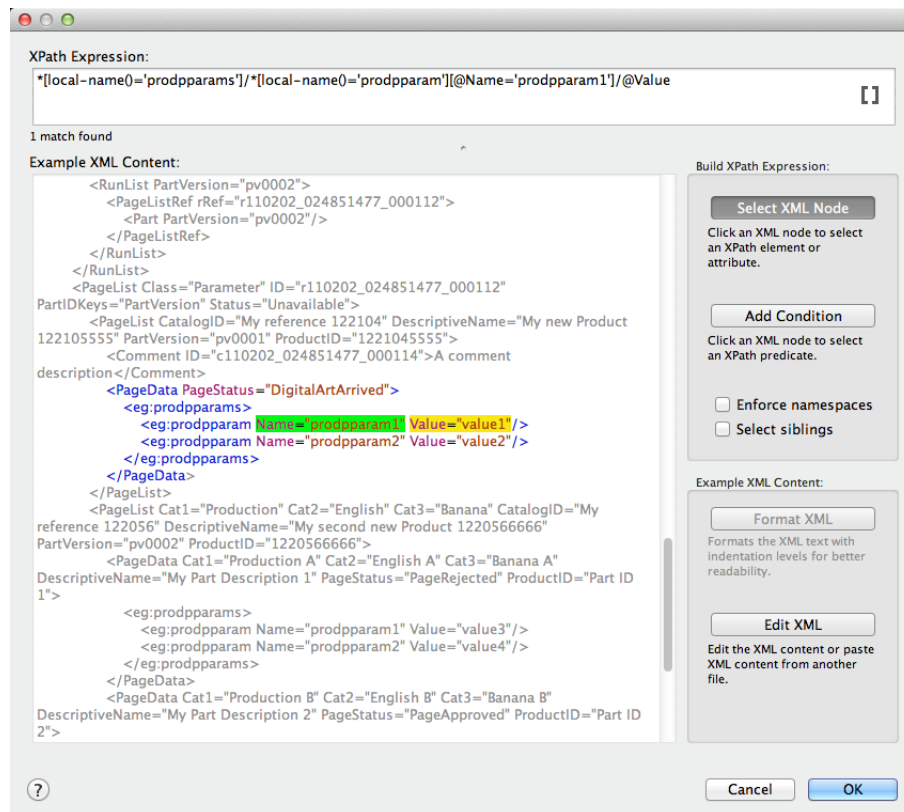 XPath Expression:
*[local-name()='prodpparams']/*[local-name()='prodpparam'][@Name='prodpparam1']/@Value
[]
1 match found
Example XML Content:
<RunList PartVersion="pv0002">
<PageListRef rRef="r110202_024851477_000112">
<Part PartVersion="pv0002"/>
</PageListRef>
</RunList>
</RunList>
<PageList Class="Parameter" ID="r110202_024851477_000112"
PartIDKeys="PartVersion" Status="Unavailable">
<PageList CatalogID="My reference 122104" DescriptiveName="My new Product
122105555" PartVersion="pv0001" ProductID="1221045555">
<Comment ID="c110202_024851477_000114">A comment
description</Comment>
<PageData PageStatus="DigitalArtArrived">
<eg:prodpparams>
<eg:prodpparam Name="prodpparam1" Value="value1"/>
<eg:prodpparam Name="prodpparam2" Value="value2"/>
</eg:prodpparams>
</PageData>
</PageList>
<PageList Cat1="Production" Cat2="English" Cat3="Banana" CatalogID="My
reference 122056" DescriptiveName="My second new Product 1220566666"
PartVersion="pv0002" ProductID="1220566666">
<PageData Cat1="Production A" Cat2="English A" Cat3="Banana A"
DescriptiveName="My Part Description 1" PageStatus="PageRejected" ProductID="Part ID
1">
<eg:prodpparams>
<eg:prodpparam Name="prodpparam1" Value="value3"/>
<eg:prodpparam Name="prodpparam2" Value="value4"/>
</eg:prodpparams>
</PageData>
<PageData Cat1="Production B" Cat2="English B" Cat3="Banana B"
DescriptiveName="My Part Description 2" PageStatus="PageApproved" ProductID="Part ID
2">
Build XPath Expression:
Select XML Node
Click an XML node to select
an XPath element or
attribute.
Add Condition
Click an XML node to select
an XPath predicate.
Enforce namespaces
Select siblings
Example XML Content:
Format XML
Formats the XML text with
indentation levels for better
readability.
Edit XML
Edit the XML content or paste
XML content from another
file.
?
Cancel
OK